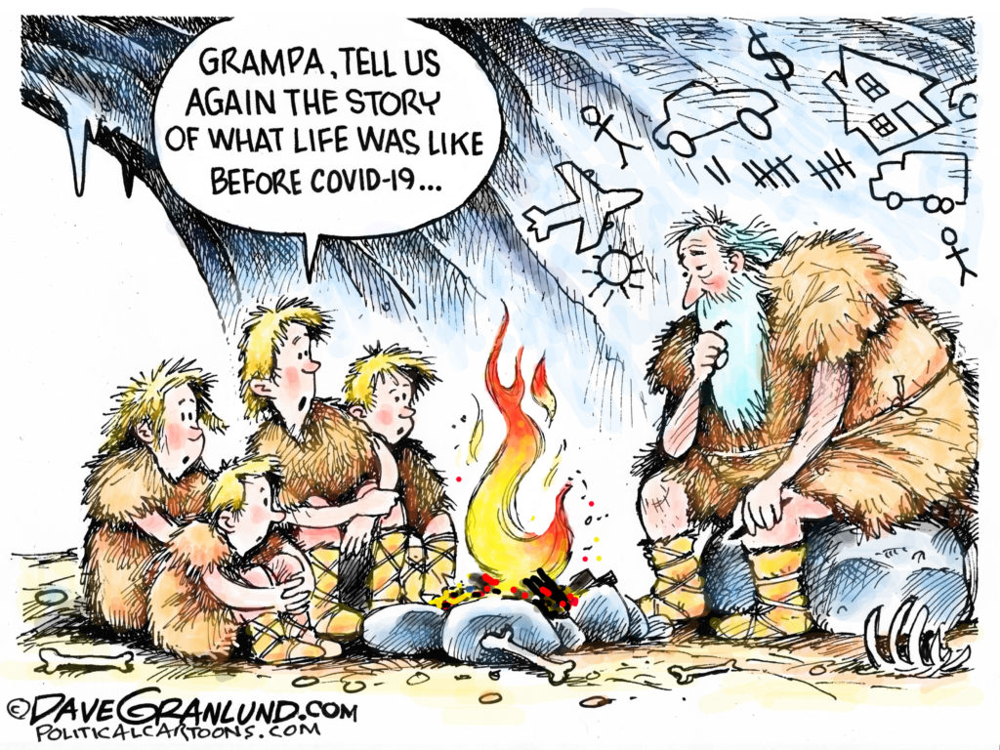 GRAMPA, TELL US
AGAIN THE STORY
OF WHAT LIFE WAS LIKE
BEFORE COVID-19...
$
© DAVEGRANLUND.COM
POLITICALCARTOONS.COM